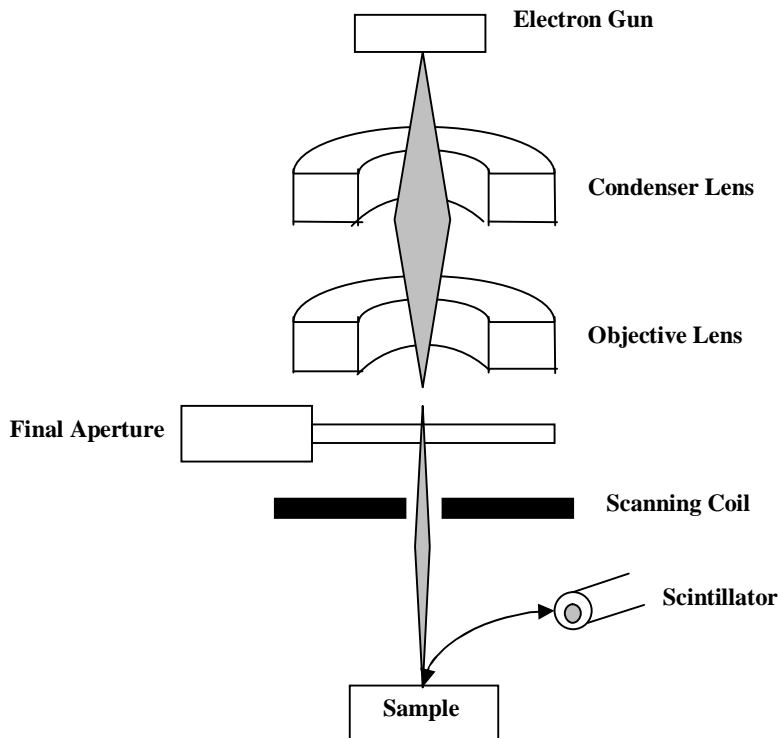 Electron Gun
Condenser Lens
Objective Lens
Final Aperture
Scanning Coil
Scintillator
Sample